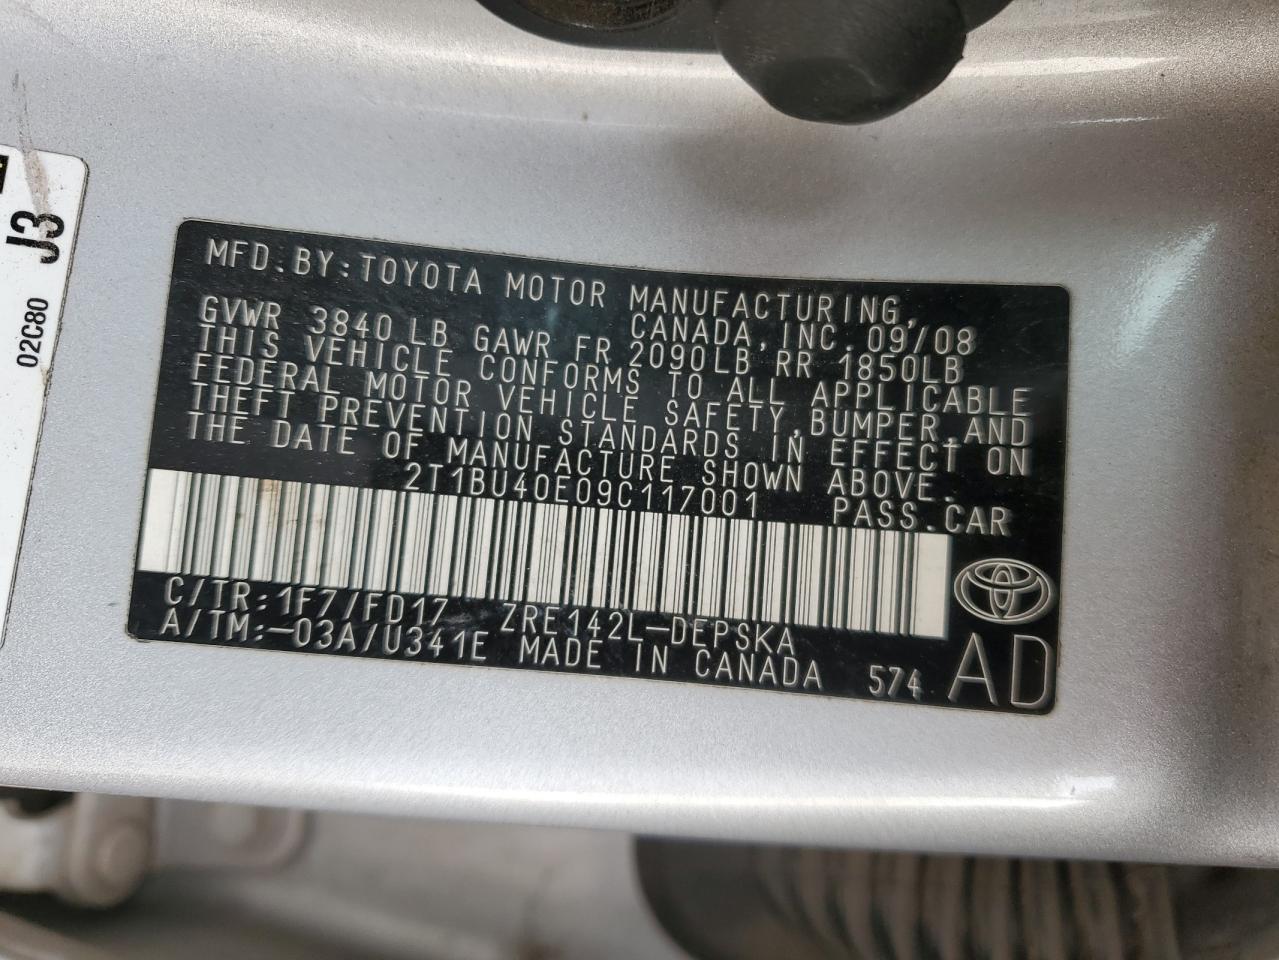 J3
02C80
MFD.BY:TOYOTA MOTOR MANUFACTURING,
CANADA,INC.09/08
GVWR 3840LB GAWR FR 2090LB RR 1850LB
THIS VEHICLE CONFORMS TO ALL APPLICABLE
FEDERAL MOTOR VEHICLE SAFETY,BUMPER,AND
THEFT PREVENTION STANDARDS IN EFFECT ON
THE DATE OF MANUFACTURE SHOWN ABOVE.
2T1BU40E09C117001 PASS.CAR
C/TR:1F7/FD17 ZRE142L-DEPSKA
A/TM:-03A/U341E MADE IN CANADA 574 AD